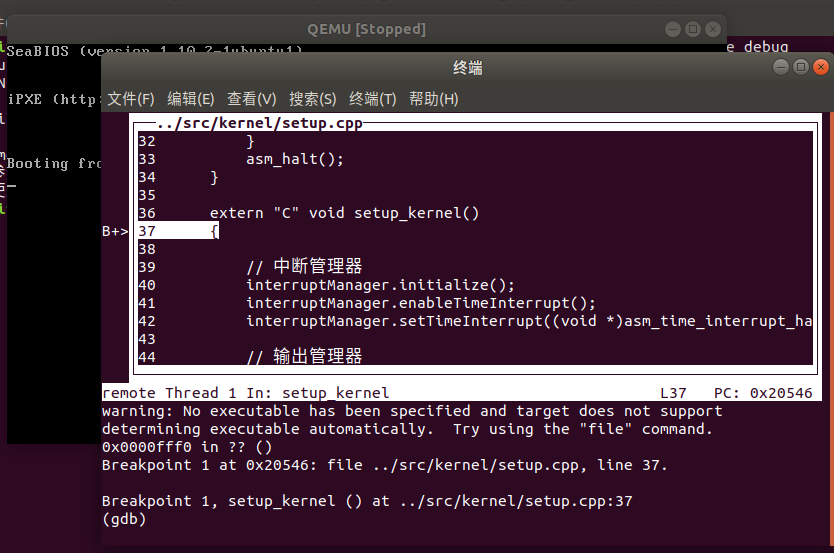 QEMU [Stopped]
SeaBIOS (version 1.10.2-1ubuntu1)
e debug
终端
iPXE (http:
文件(F) 编辑(E) 查看(V) 搜索(S) 终端(T) 帮助(H)
Booting fro
../src/kernel/setup.cpp
32 }
33 asm_halt();
34 }
35
36 extern "C" void setup_kernel()
B+> 37 {
38
39 // 中断管理器
40 interruptManager.initialize();
41 interruptManager.enableTimeInterrupt();
42 interruptManager.setTimeInterrupt((void *)asm_time_interrupt_ha
43
44 // 输出管理器
remote Thread 1 In: setup_kernel L37 PC: 0x20546
warning: No executable has been specified and target does not support
determining executable automatically. Try using the "file" command.
0x0000fff0 in ?? ()
Breakpoint 1 at 0x20546: file ../src/kernel/setup.cpp, line 37.
Breakpoint 1, setup_kernel () at ../src/kernel/setup.cpp:37
(gdb)